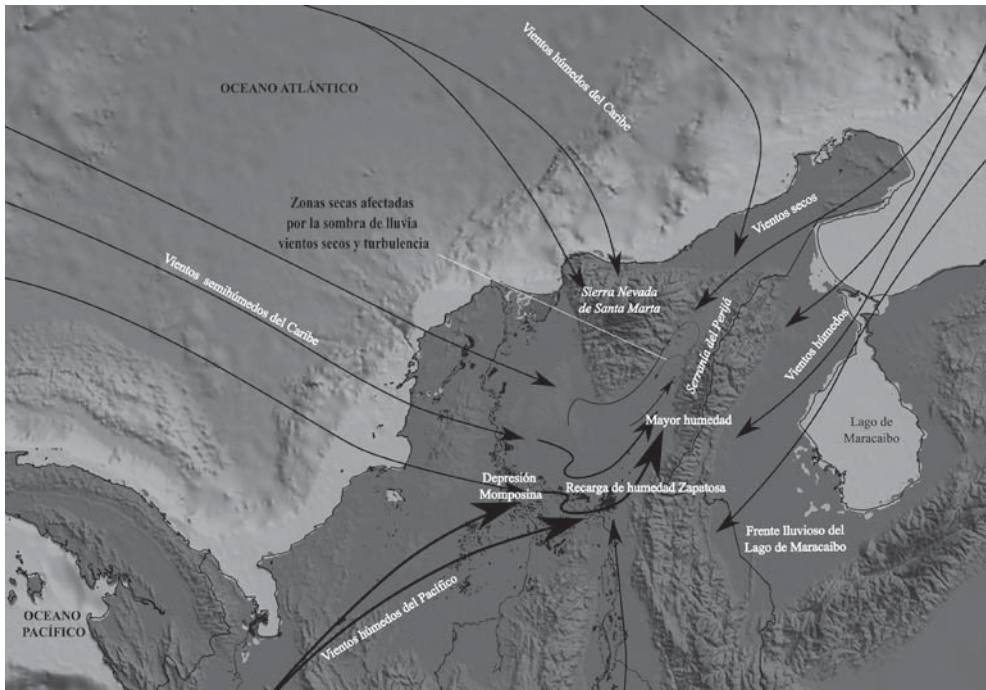 Vientos húmedos del Caribe
OCEANO ATLÁNTICO
Zonas secas afectadas
por la sombra de lluvia
vientos secos y turbulencia
Vientos secos
Vientos semihúmedos del Caribe
Sierra Nevada
de Santa Marta
Serranía del Perijá
Vientos húmedos
Mayor humedad
Lago de
Maracaibo
Depresión
Momposina
Recarga de humedad Zapatosa
Frente lluvioso del
Lago de Maracaibo
Vientos húmedos del Pacífico
OCEANO
PACÍFICO